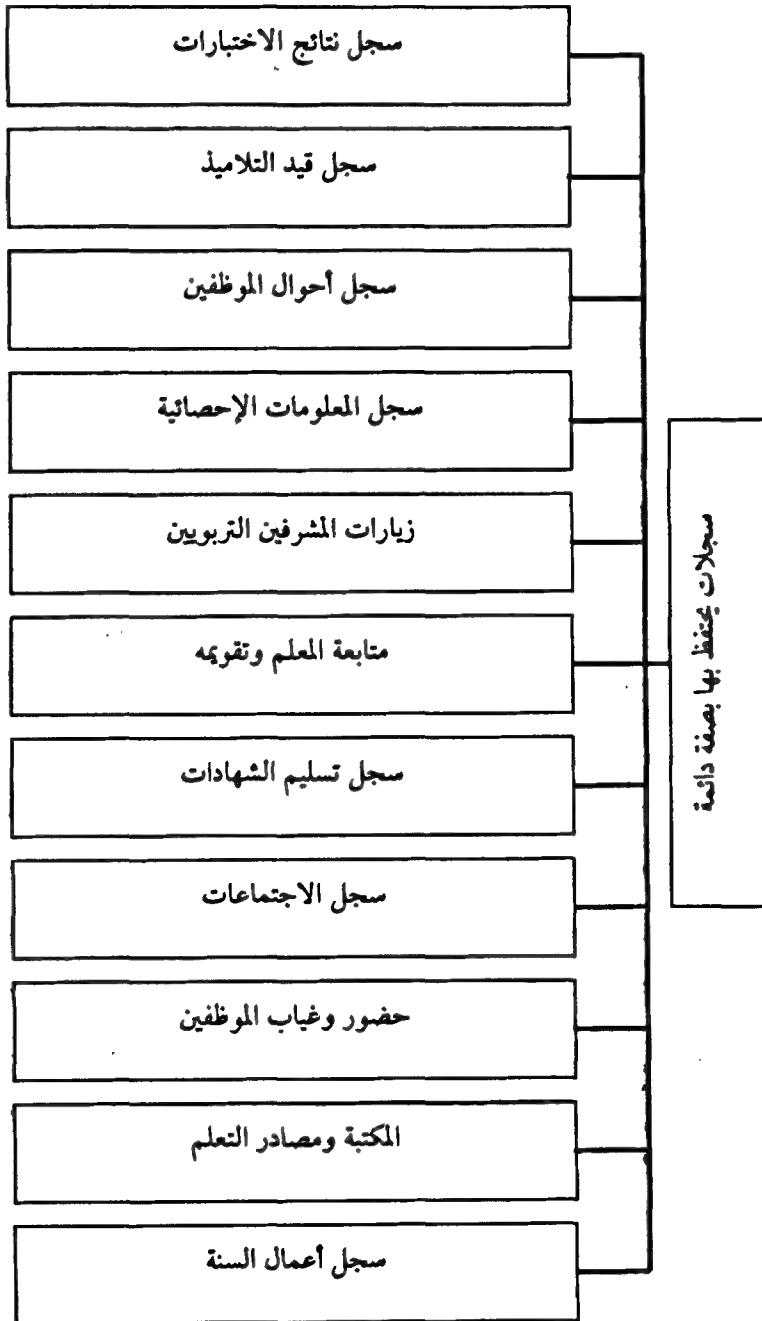 سجلات يحتفظ بها بصفة دائمة
سجل نتائج الاختبارات
سجل قيد التلاميذ
سجل أحوال الموظفين
سجل المعلومات الإحصائية
زيارات المشرفين التربويين
متابعة المعلم وتقويمه
سجل تسليم الشهادات
سجل الاجتماعات
حضور وغياب الموظفين
المكتبة ومصادر التعلم
سجل أعمال السنة